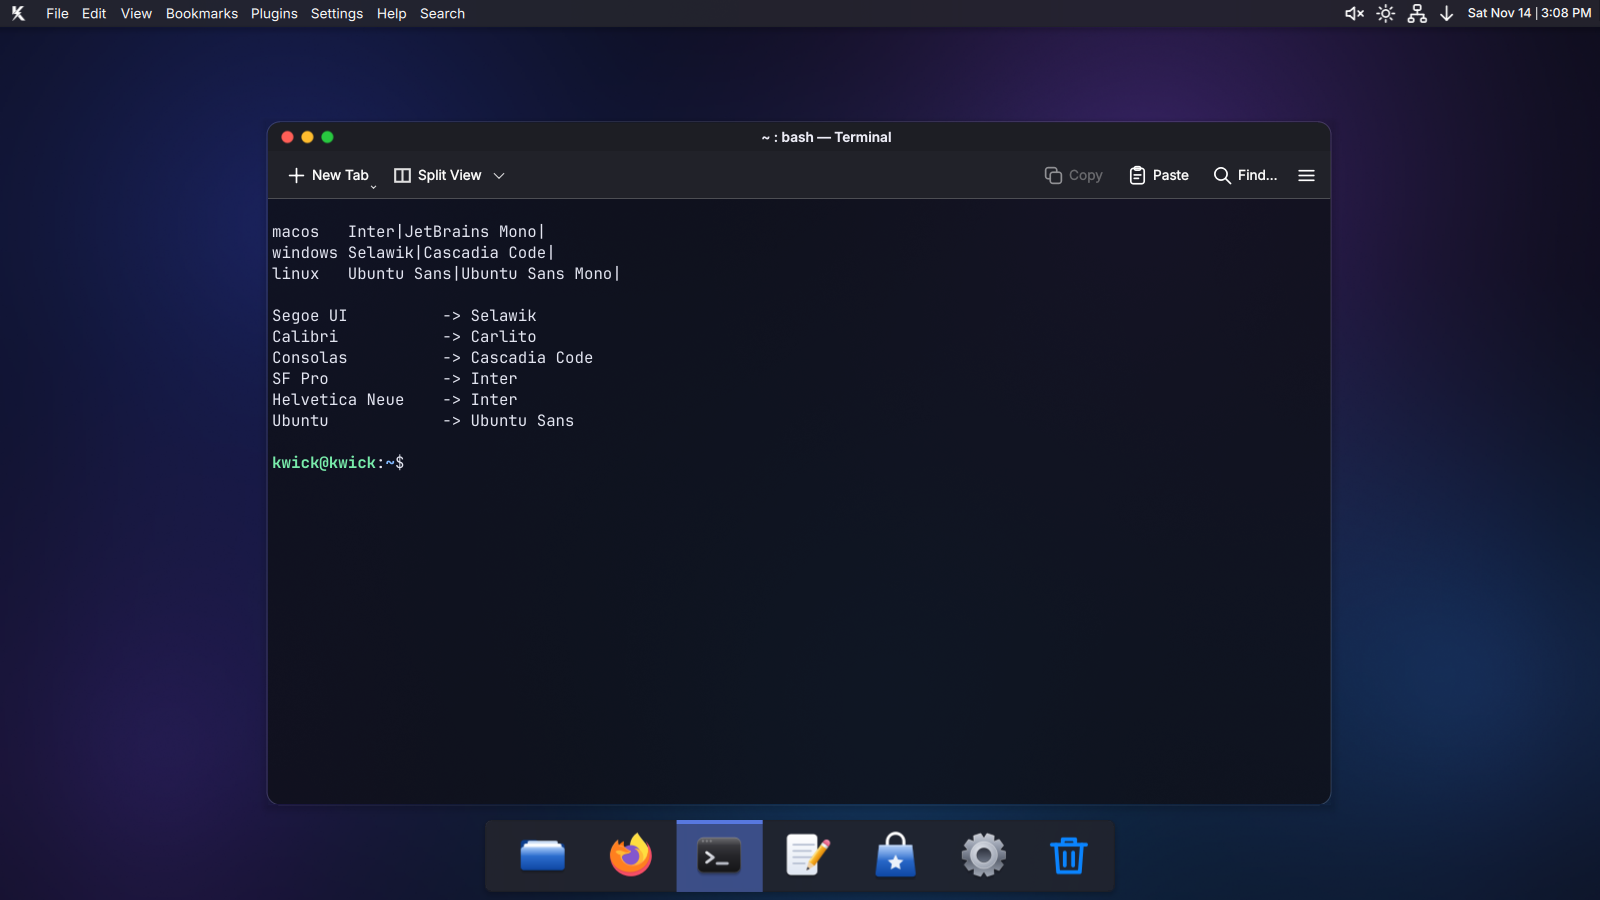 File Edit View Bookmarks Plugins Settings Help Search
Sat Nov 14 | 3:08 PM
~ : bash — Terminal
New Tab Split View Copy Paste Find...
macos   Inter|JetBrains Mono|
windows Selawik|Cascadia Code|
linux   Ubuntu Sans|Ubuntu Sans Mono|
Segoe UI          -> Selawik
Calibri           -> Carlito
Consolas          -> Cascadia Code
SF Pro            -> Inter
Helvetica Neue    -> Inter
Ubuntu            -> Ubuntu Sans
kwick@kwick:~$